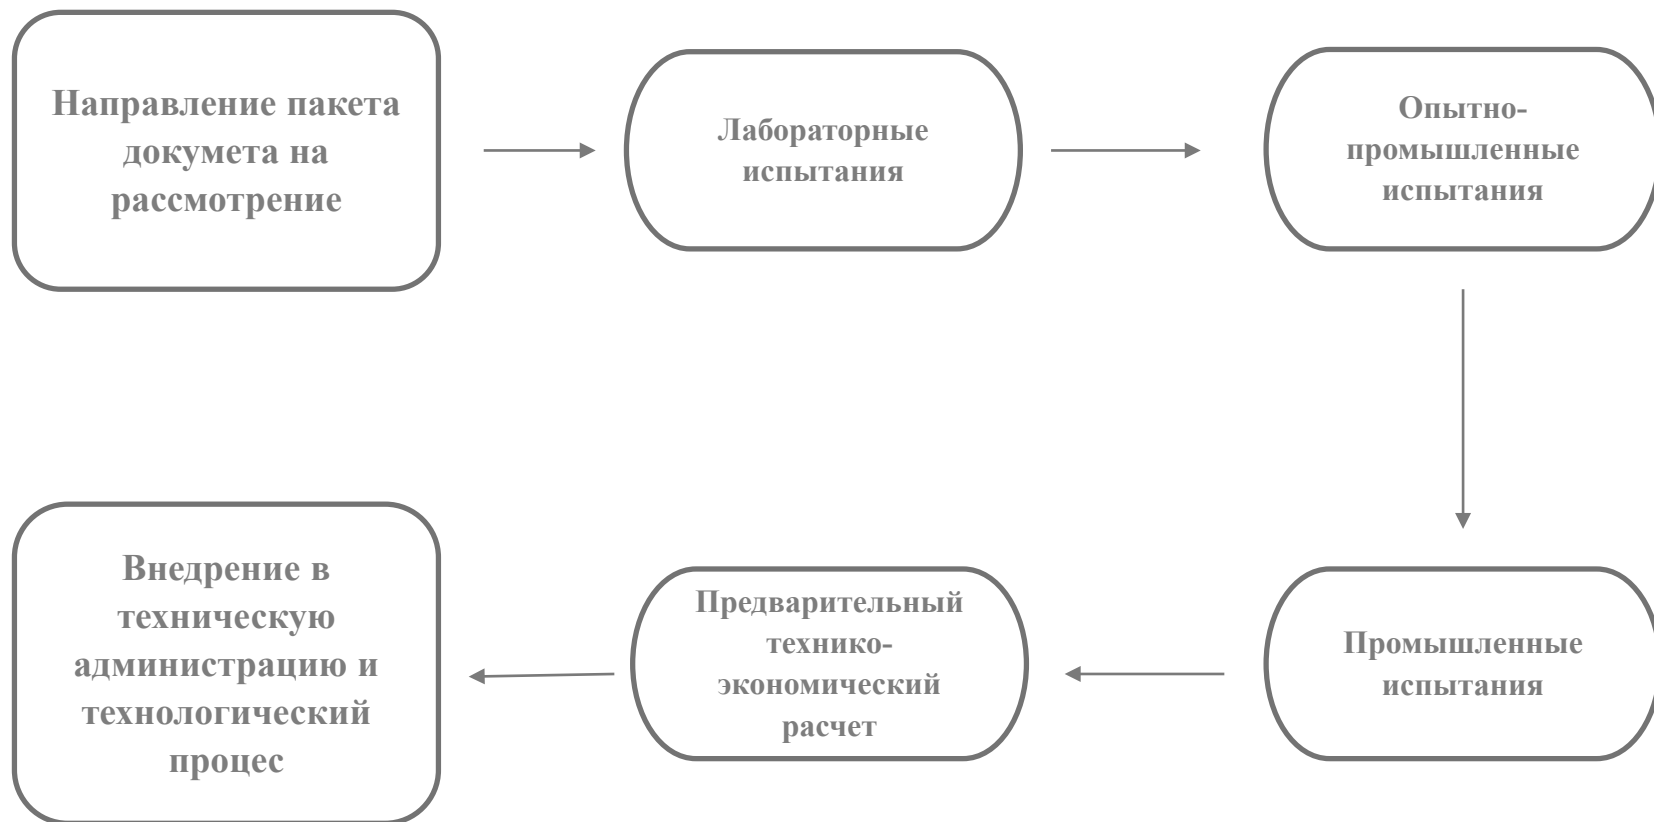 Направление пакета
докумета на
рассмотрение
Лабораторные
испытания
Опытно-
промышленные
испытания
Промышленные
испытания
Предварительный
технико-
экономический
расчет
Внедрение в
техническую
администрацию и
технологический
процес